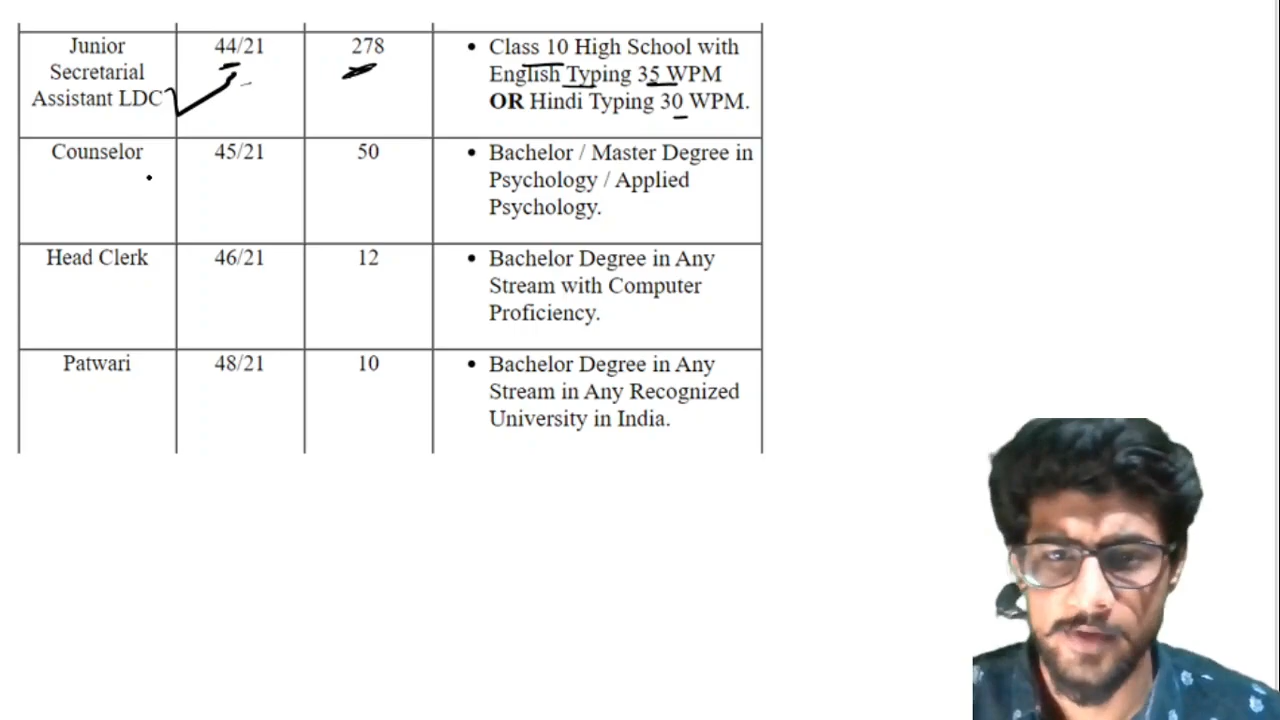 Junior
Secretarial
Assistant LDC
44/21
278
• Class 10 High School with
English Typing 35 WPM
OR Hindi Typing 30 WPM.
Counselor
45/21
50
• Bachelor / Master Degree in
Psychology / Applied
Psychology.
Head Clerk
46/21
12
• Bachelor Degree in Any
Stream with Computer
Proficiency.
Patwari
48/21
10
• Bachelor Degree in Any
Stream in Any Recognized
University in India.